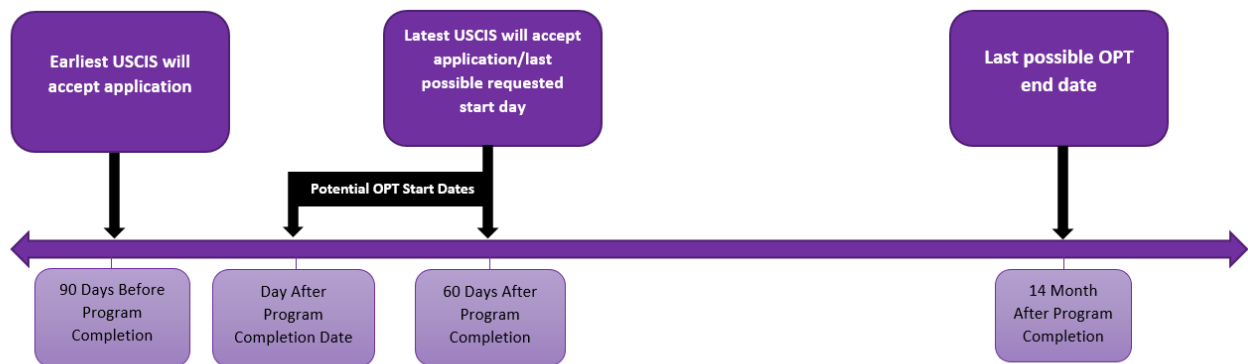 Earliest USCIS will
accept application
Latest USCIS will accept
application/last
possible requested
start day
Last possible OPT
end date
Potential OPT Start Dates
90 Days Before
Program
Completion
Day After
Program
Completion Date
60 Days After
Program
Completion
14 Month
After Program
Completion